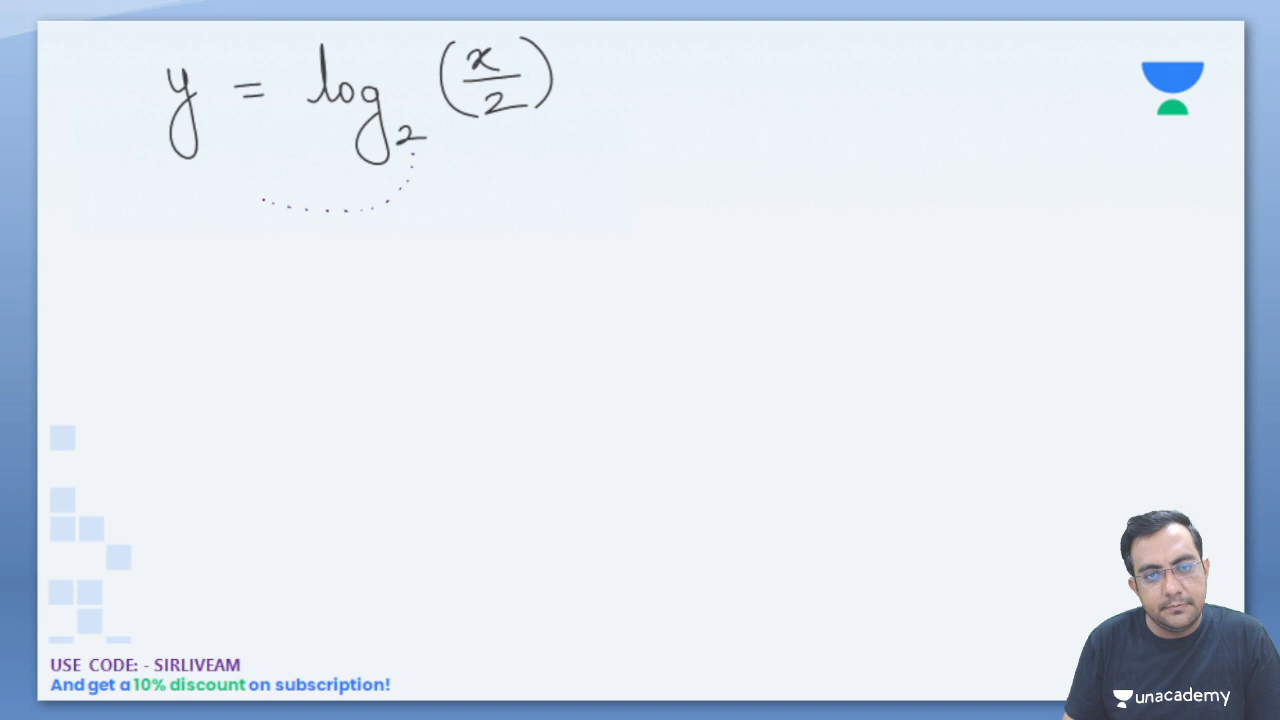 y = log₂ (x/2)
USE CODE: - SIRLIVEAM
And get a 10% discount on subscription!
unacademy